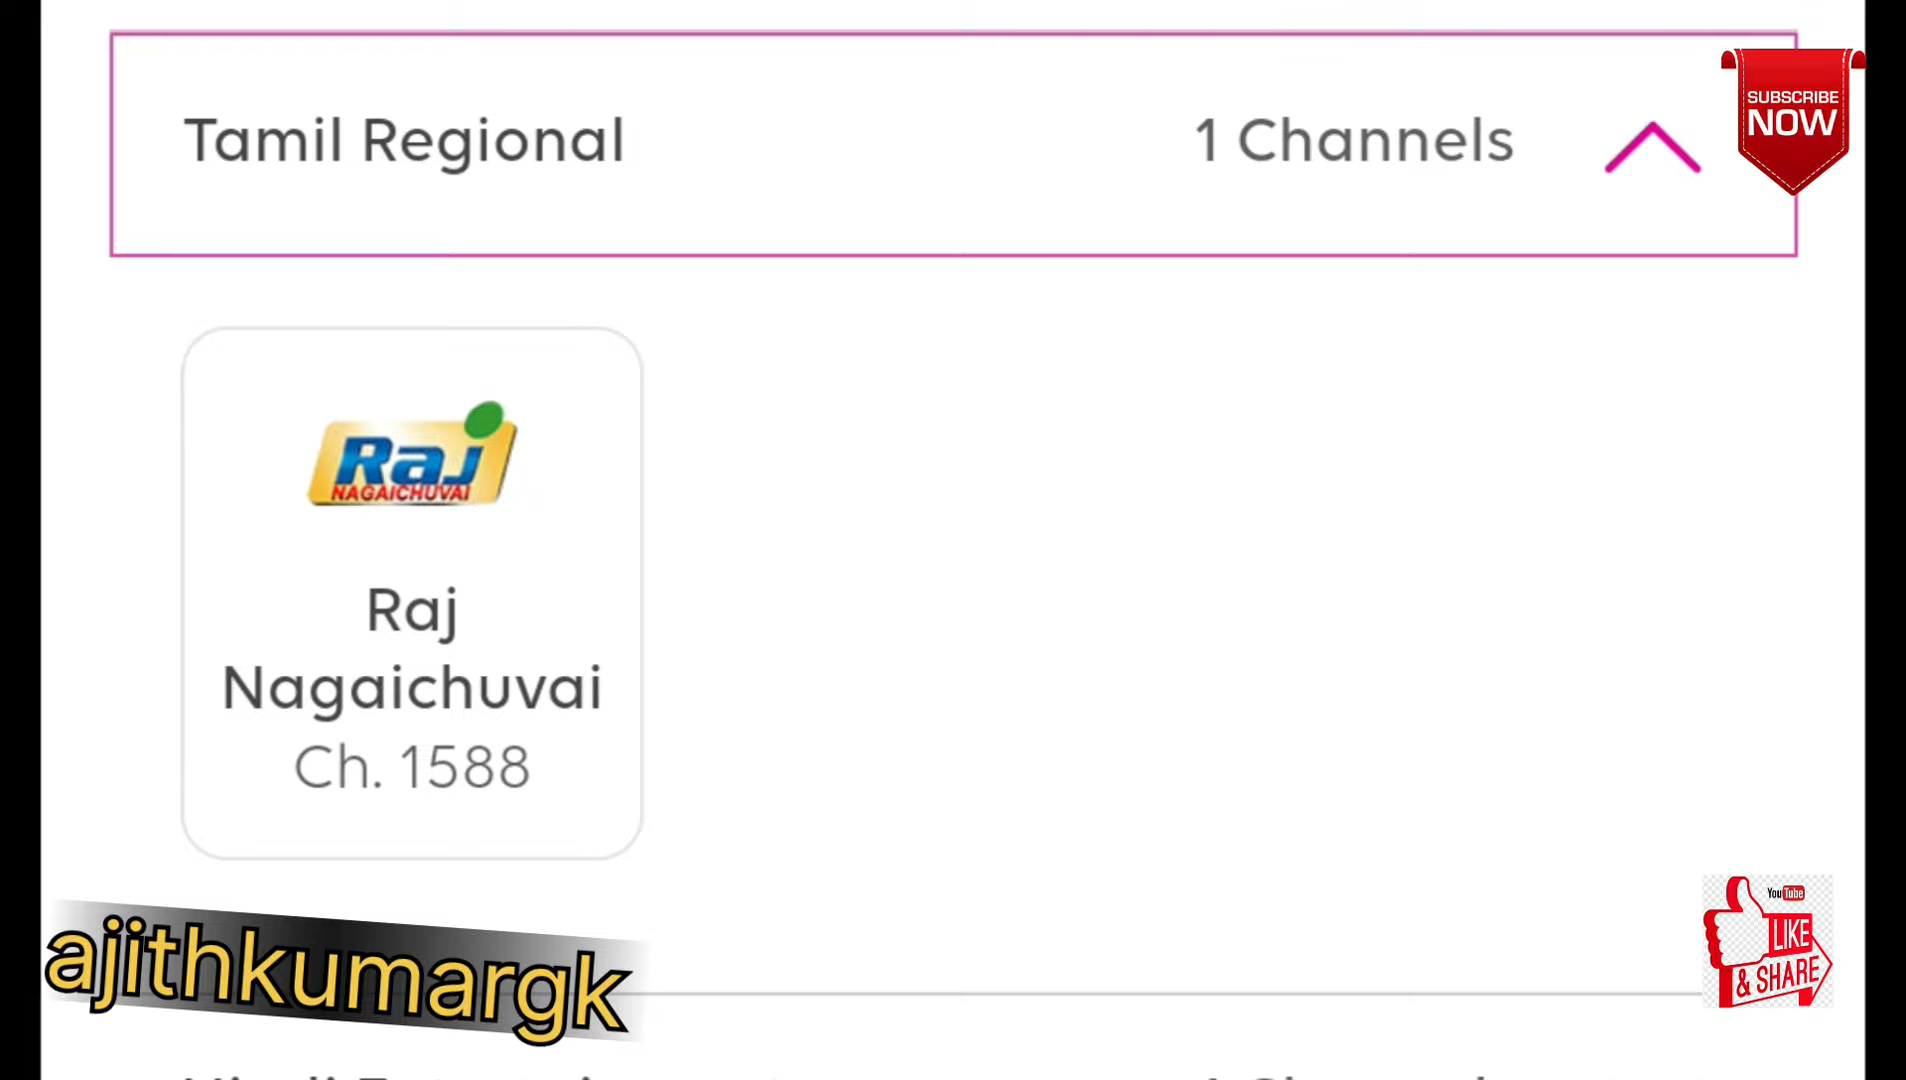 Tamil Regional
1 Channels
SUBSCRIBE
NOW
Raj
NAGAICHUVAI
Raj
Nagaichuvai
Ch. 1588
ajithkumargk
YouTube
LIKE
& SHARE